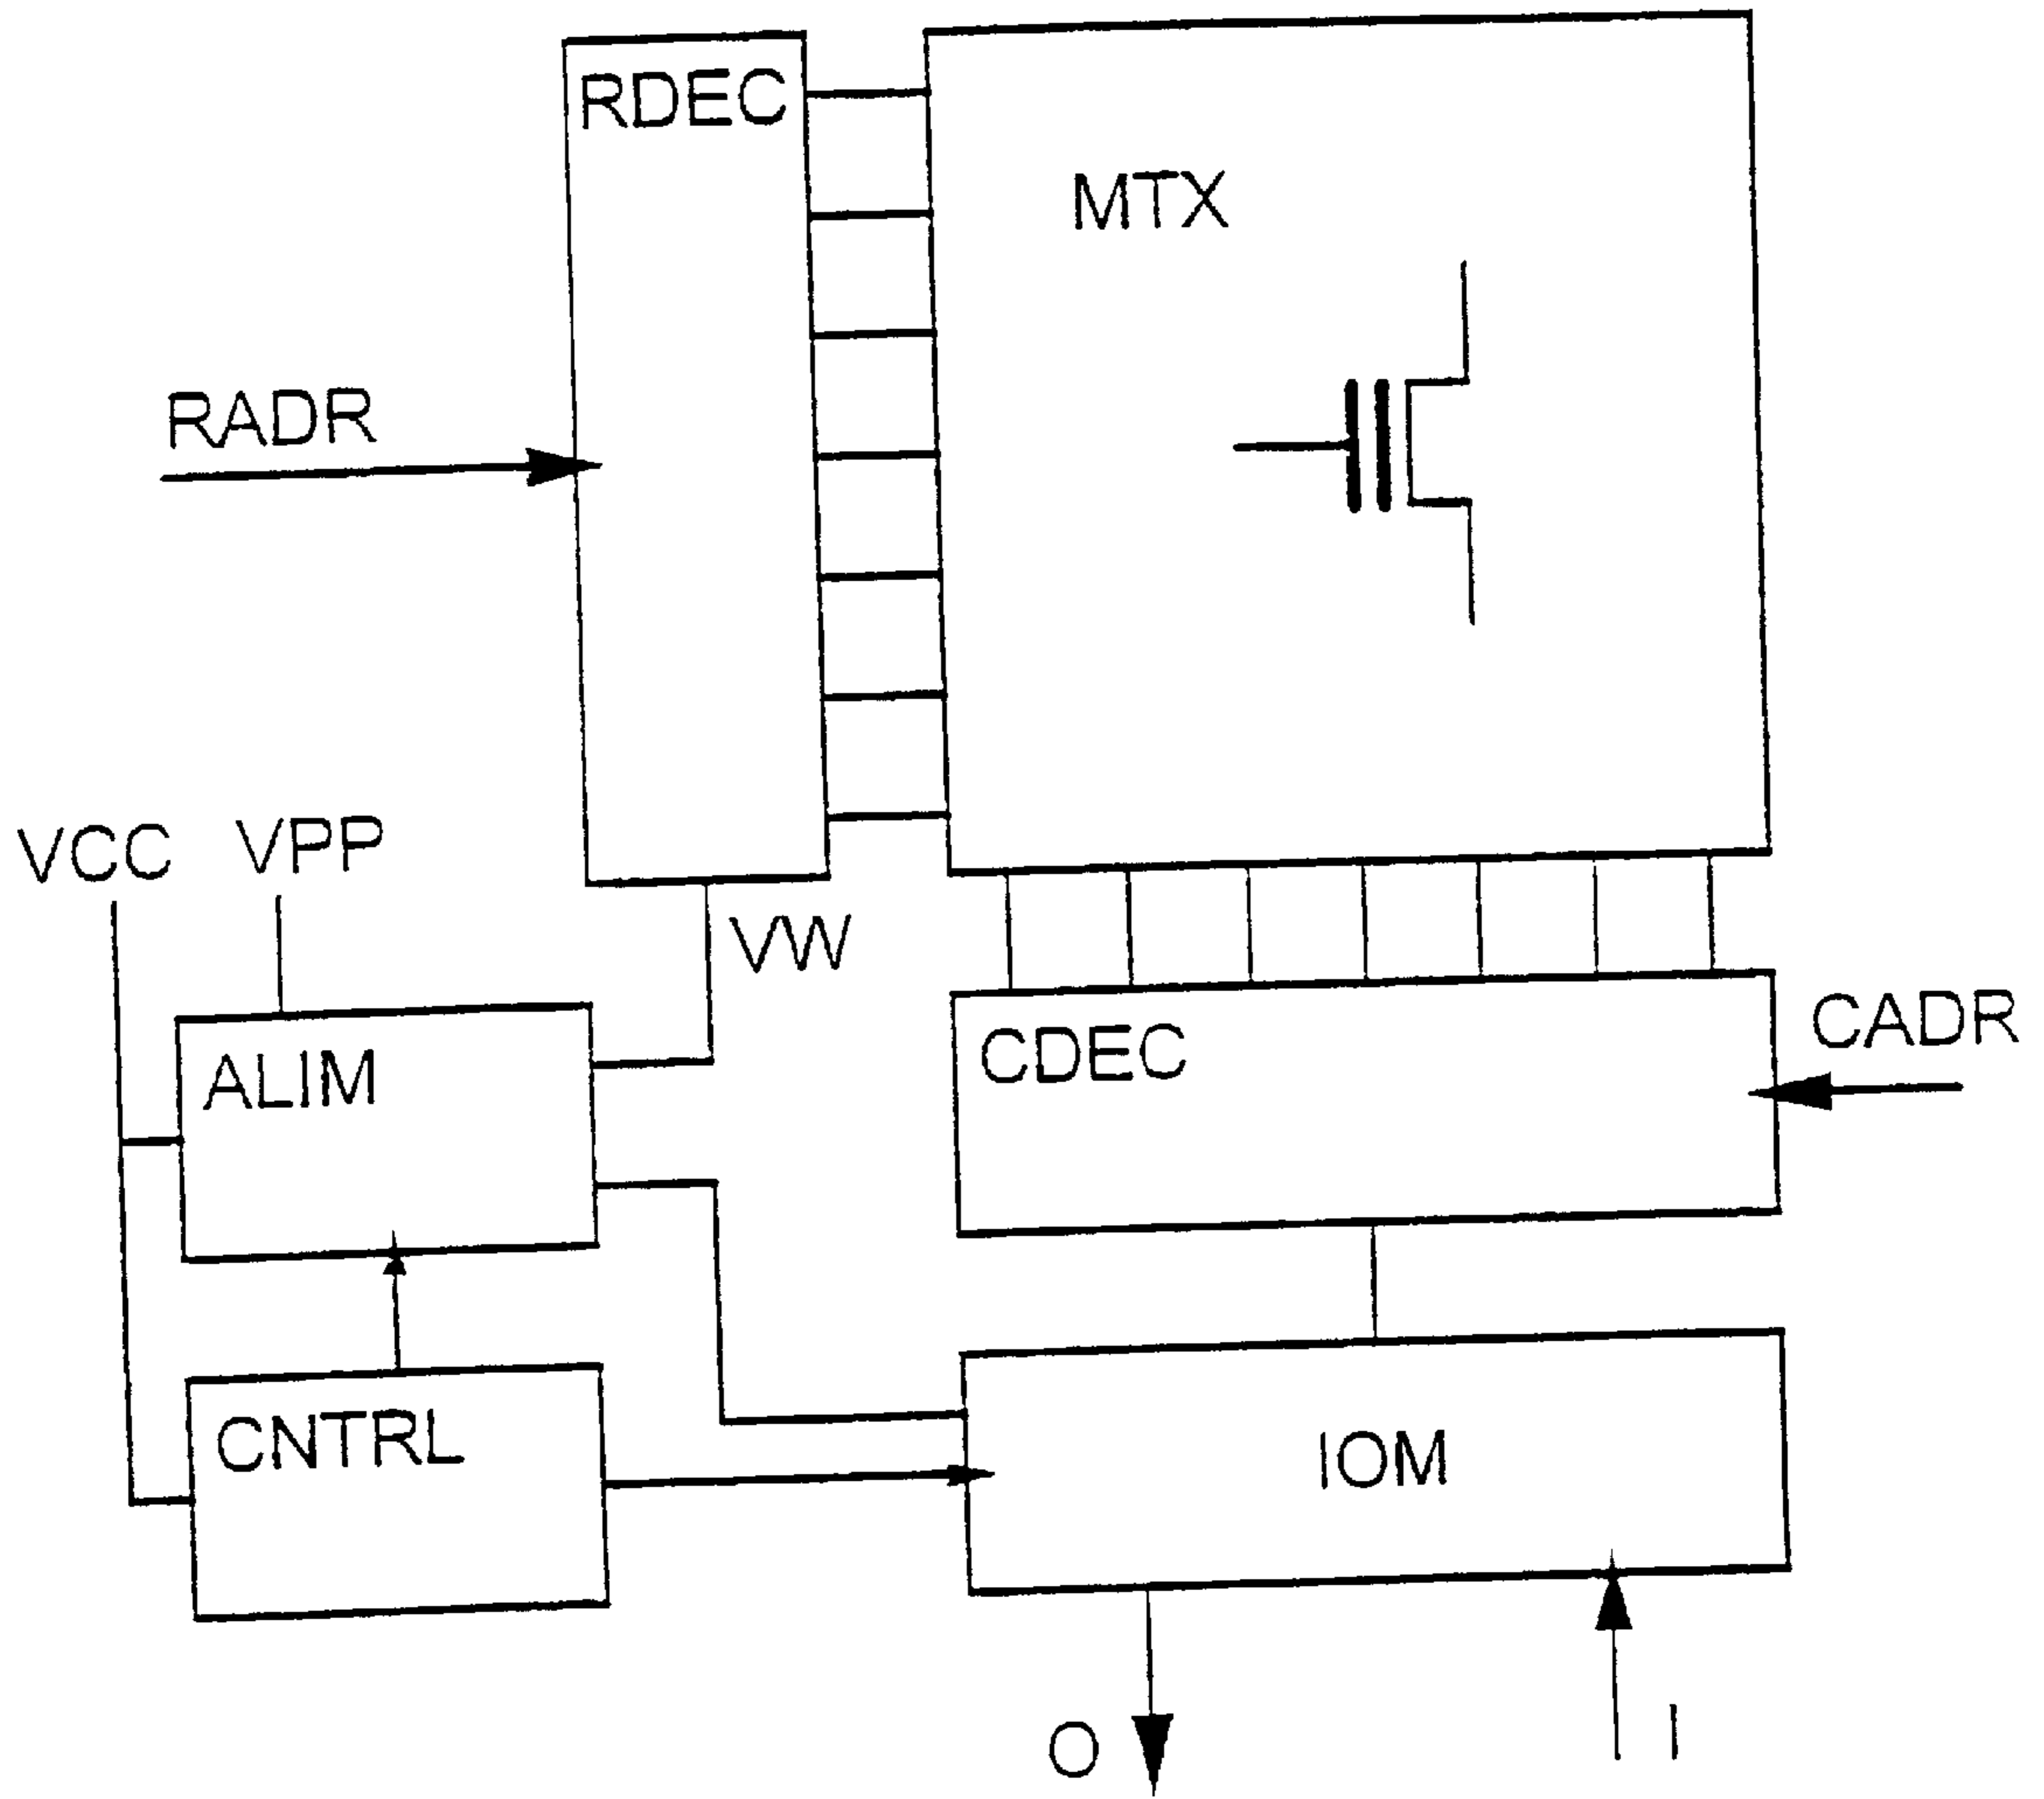 RDEC
MTX
RADR
VCC
VPP
VW
CADR
CDEC
ALIM
CNTRL
IOM
O
I